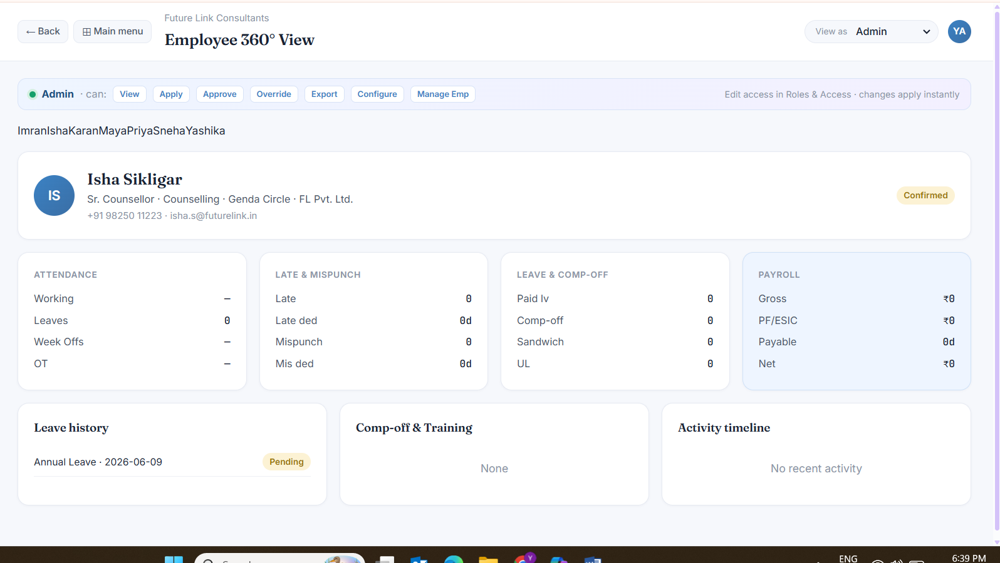 Future Link Consultants
← Back
Main menu
Employee 360° View
View as Admin
YA
Admin · can: View Apply Approve Override Export Configure Manage Emp
Edit access in Roles & Access · changes apply instantly
ImranIshaKaranMayaPriyaSnehaYashika
IS
Isha Sikligar
Sr. Counsellor · Counselling · Genda Circle · FL Pvt. Ltd.
+91 98250 11223 · isha.s@futurelink.in
Confirmed
ATTENDANCE
Working –
Leaves 0
Week Offs –
OT –
LATE & MISPUNCH
Late 0
Late ded 0d
Mispunch 0
Mis ded 0d
LEAVE & COMP-OFF
Paid lv 0
Comp-off 0
Sandwich 0
UL 0
PAYROLL
Gross ₹0
PF/ESIC ₹0
Payable 0d
Net ₹0
Leave history
Annual Leave · 2026-06-09 Pending
Comp-off & Training
None
Activity timeline
No recent activity
Y
ENG
6:39 PM